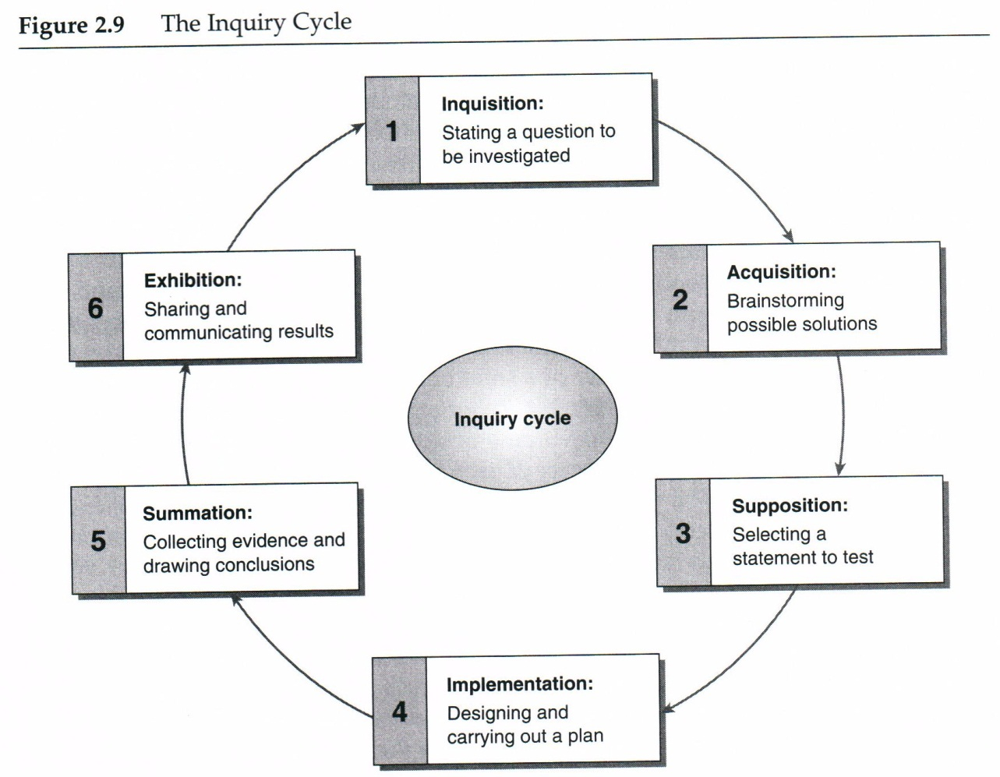 Figure 2.9 The Inquiry Cycle
1
Inquisition:
Stating a question to
be investigated
2
Acquisition:
Brainstorming
possible solutions
3
Supposition:
Selecting a
statement to test
4
Implementation:
Designing and
carrying out a plan
5
Summation:
Collecting evidence and
drawing conclusions
6
Exhibition:
Sharing and
communicating results
Inquiry cycle